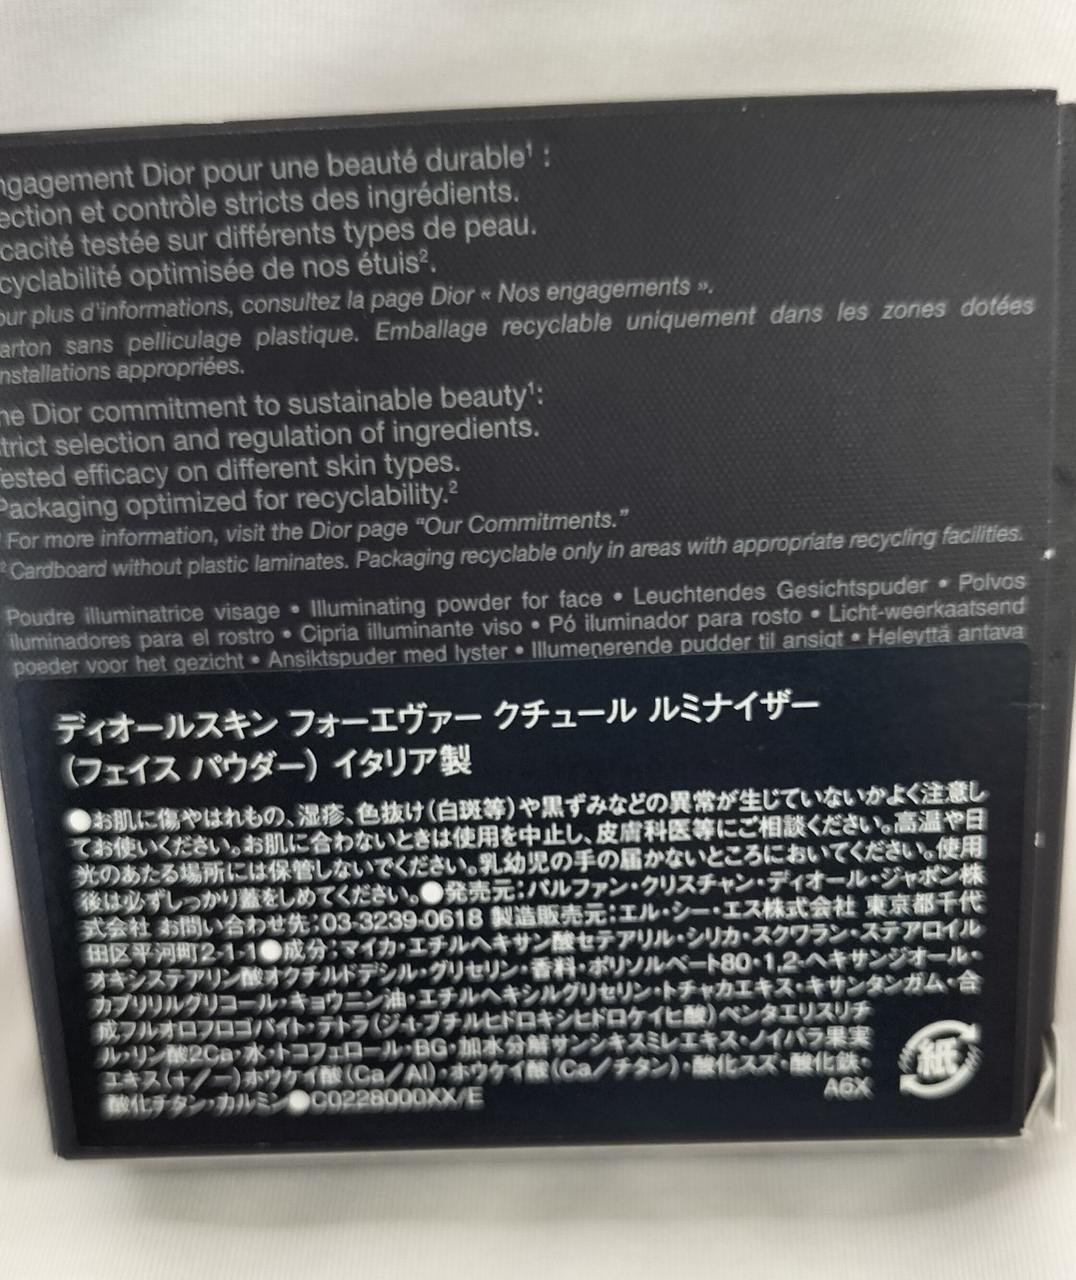 ngagement Dior pour une beauté durable¹ :
ection et contrôle stricts des ingrédients.
cacité testée sur différents types de peau.
cyclabilité optimisée de nos étuis².
our plus d'informations, consultez la page Dior « Nos engagements ».
arton sans pelliculage plastique. Emballage recyclable uniquement dans les zones dotées
nstallations appropriées.
he Dior commitment to sustainable beauty¹:
trict selection and regulation of ingredients.
ested efficacy on different skin types.
Packaging optimized for recyclability.²
For more information, visit the Dior page “Our Commitments.”
² Cardboard without plastic laminates. Packaging recyclable only in areas with appropriate recycling facilities.
Poudre illuminatrice visage • Illuminating powder for face • Leuchtendes Gesichtspuder • Polvos
iluminadores para el rostro • Cipria illuminante viso • Pó iluminador para rosto • Licht-weerkaatsend
poeder voor het gezicht • Ansiktspuder med lyster • Illumenerende pudder til ansigt • Heleyttä antava
ディオールスキン フォーエヴァー クチュール ルミナイザー
(フェイス パウダー) イタリア製
●お肌に傷やはれもの、湿疹、色抜け(白斑等)や黒ずみなどの異常が生じていないかよく注意し
てお使いください。お肌に合わないときは使用を中止し、皮膚科医等にご相談ください。高温や日
光のあたる場所には保管しないでください。乳幼児の手の届かないところにおいてください。使用
後は必ずしっかり蓋をしめてください。●発売元:パルファン・クリスチャン・ディオール・ジャポン株
式会社 お問い合わせ先:03-3239-0618 製造販売元:エル・シー・エス株式会社 東京都千代
田区平河町2-1-1●成分:マイカ・エチルヘキサン酸セテアリル・シリカ・スクワラン・ステアロイル
オキシステアリン酸オクチルドデシル・グリセリン・香料・ポリソルベート80・1,2-ヘキサンジオール・
カプリリルグリコール・キョウニン油・エチルヘキシルグリセリン・トチャカエキス・キサンタンガム・合
成フルオロフロゴパイト・テトラ(ジ-t-ブチルヒドロキシヒドロケイヒ酸)ペンタエリスリチ
ル・リン酸2Ca・水・トコフェロール・BG・加水分解サンシキスミレエキス・ノイバラ果実
エキス(+/-)ホウケイ酸(Ca/Al)・ホウケイ酸(Ca/チタン)・酸化スズ・酸化鉄・
酸化チタン・カルミン●C0228000XX/E
A6X
紙